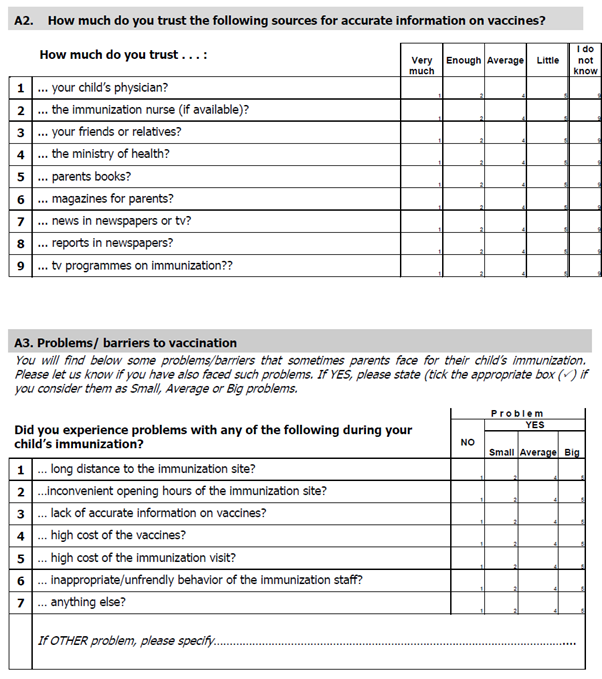 A2. How much do you trust the following sources for accurate information on vaccines?
How much do you trust . . . :
Very much Enough Average Little I do not know
1 ... your child's physician? 1 2 4 5 9
2 ... the immunization nurse (if available)? 1 2 4 5 9
3 ... your friends or relatives? 1 2 4 5 9
4 ... the ministry of health? 1 2 4 5 9
5 ... parents books? 1 2 4 5 9
6 ... magazines for parents? 1 2 4 5 9
7 ... news in newspapers or tv? 1 2 4 5 9
8 ... reports in newspapers? 1 2 4 5 9
9 ... tv programmes on immunization?? 1 2 4 5 9
A3. Problems/ barriers to vaccination
You will find below some problems/barriers that sometimes parents face for their child's immunization.
Please let us know if you have also faced such problems. If YES, please state (tick the appropriate box (✓) if
you consider them as Small, Average or Big problems.
Problem
YES
Did you experience problems with any of the following during your
child's immunization?
NO
Small Average Big
1 ... long distance to the immunization site? 1 2 4 5
2 ...inconvenient opening hours of the immunization site? 1 2 4 5
3 ... lack of accurate information on vaccines? 1 2 4 5
4 ... high cost of the vaccines? 1 2 4 5
5 ... high cost of the immunization visit? 1 2 4 5
6 ... inappropriate/unfrendly behavior of the immunization staff? 1 2 4 5
7 ... anything else? 1 2 4 5
If OTHER problem, please specify....................................................................................................